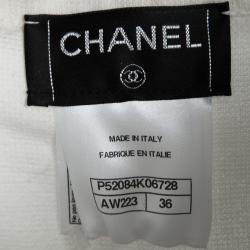 CHANEL
MADE IN ITALY
FABRIQUE EN ITALIE
P52084K06728
AW223 36